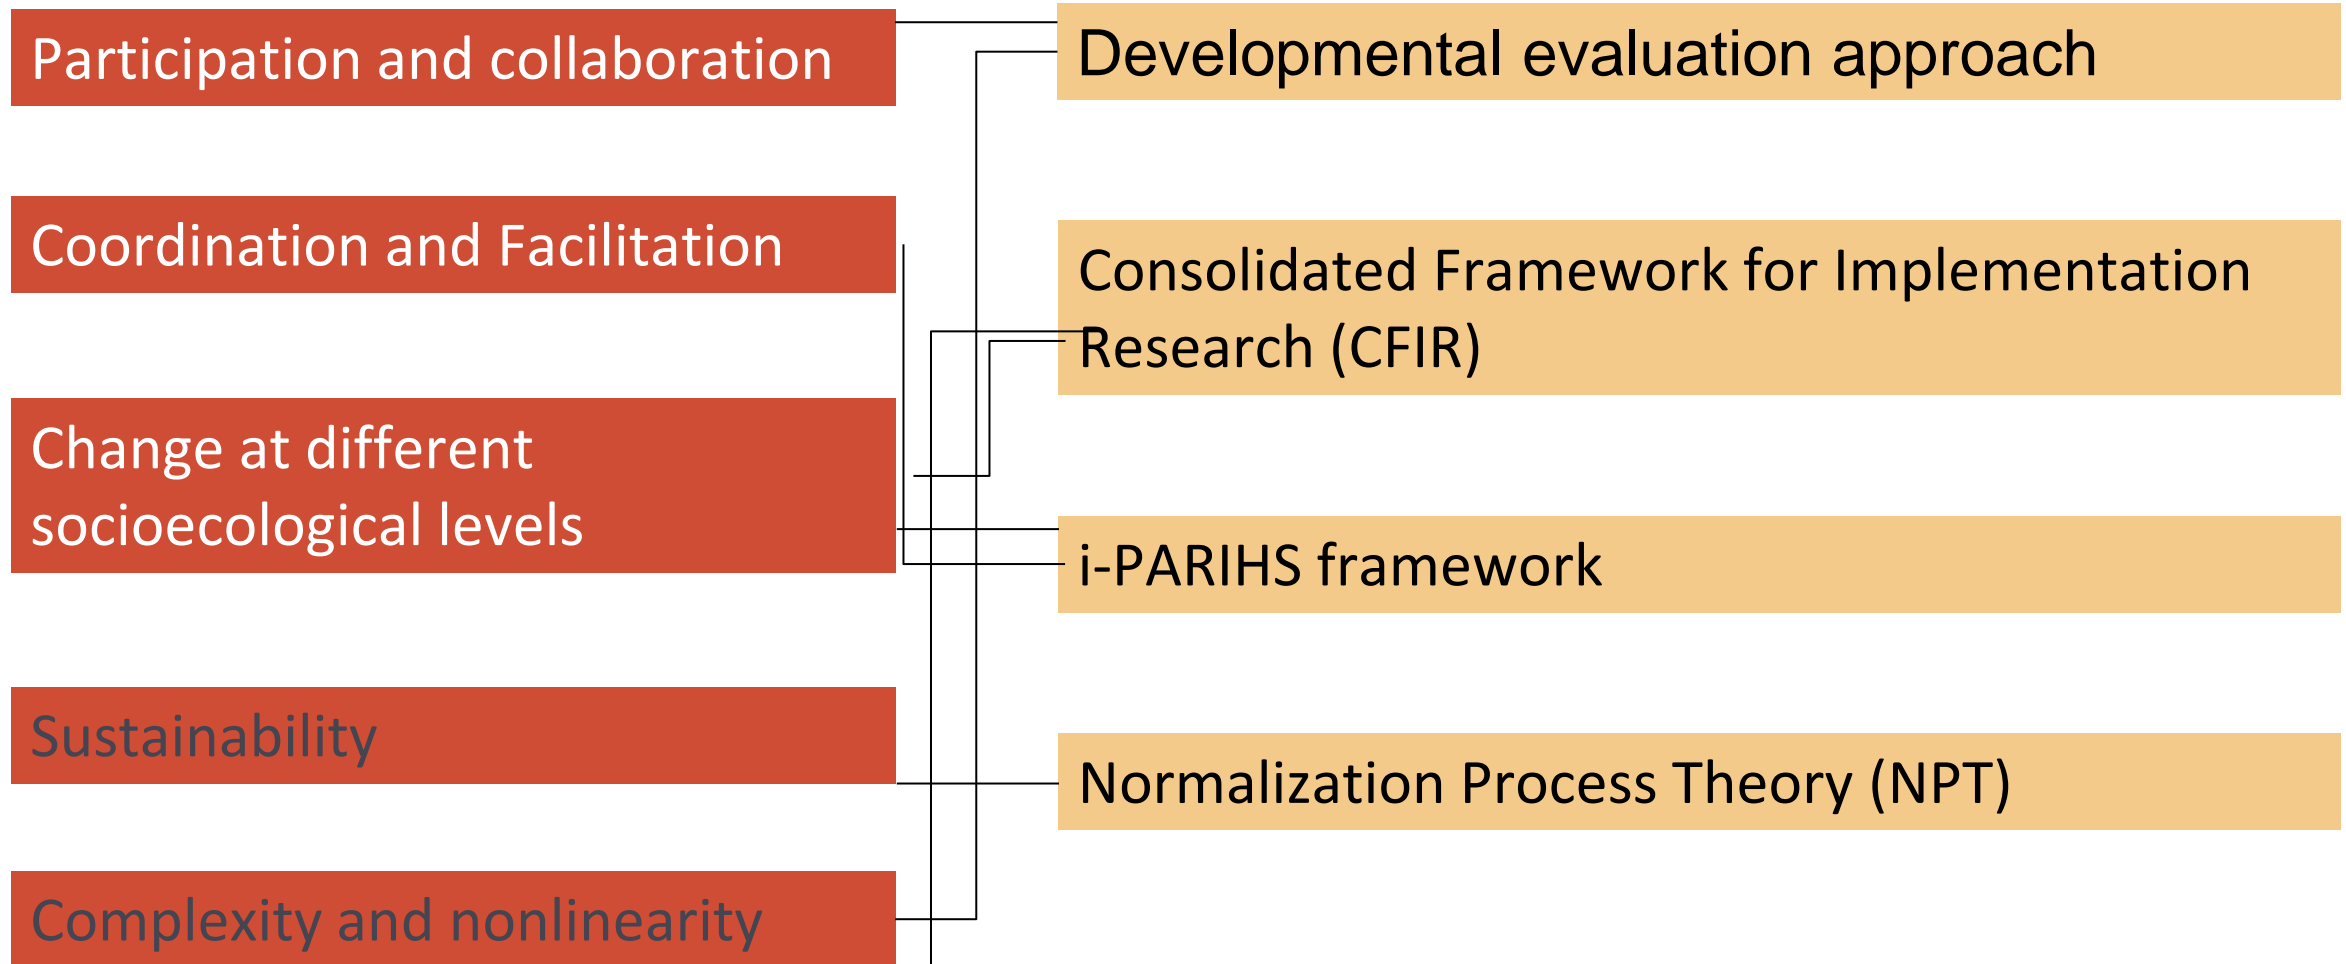 Participation and collaboration
Developmental evaluation approach
Coordination and Facilitation
Consolidated Framework for Implementation
Research (CFIR)
Change at different
socioecological levels
i-PARIHS framework
Sustainability
Normalization Process Theory (NPT)
Complexity and nonlinearity